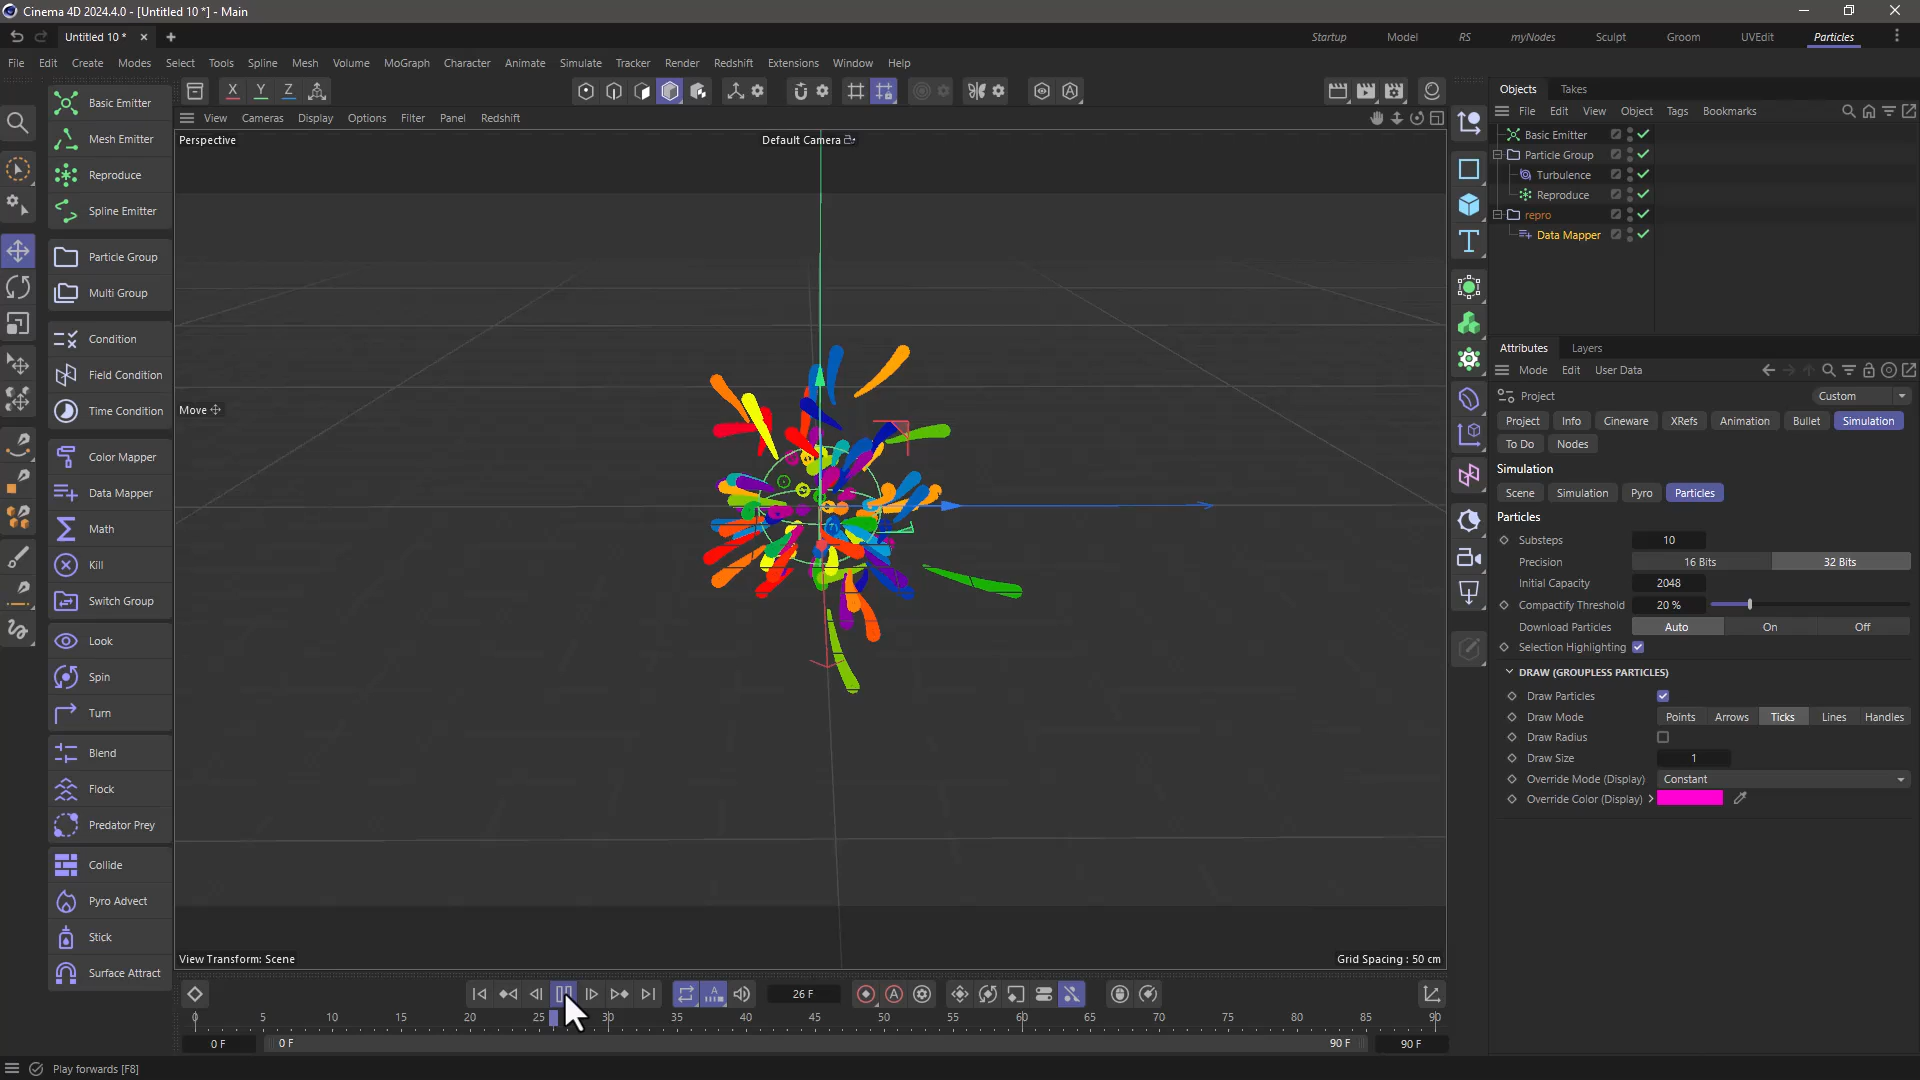 Cinema 4D 2024.4.0 - [Untitled 10 *] - Main
Untitled 10 *
Startup Model RS myNodes Sculpt Groom UVEdit Particles
File Edit Create Modes Select Tools Spline Mesh Volume MoGraph Character Animate Simulate Tracker Render Redshift Extensions Window Help
X Y Z
View Cameras Display Options Filter Panel Redshift
Perspective
Default Camera
Move
Basic Emitter
Mesh Emitter
Reproduce
Spline Emitter
Particle Group
Multi Group
Condition
Field Condition
Time Condition
Color Mapper
Data Mapper
Math
Kill
Switch Group
Look
Spin
Turn
Blend
Flock
Predator Prey
Collide
Pyro Advect
Stick
Surface Attract
View Transform: Scene
Grid Spacing : 50 cm
26 F
0 5 10 15 20 25 30 35 40 45 50 55 60 65 70 75 80 85 90
0 F 0 F 90 F 90 F
Play forwards [F8]
Objects Takes
File Edit View Object Tags Bookmarks
Basic Emitter
Particle Group
Turbulence
Reproduce
repro
Data Mapper
Attributes Layers
Mode Edit User Data
Project Custom
Project Info Cineware XRefs Animation Bullet Simulation
To Do Nodes
Simulation
Scene Simulation Pyro Particles
Particles
Substeps 10
Precision 16 Bits 32 Bits
Initial Capacity 2048
Compactify Threshold 20 %
Download Particles Auto On Off
Selection Highlighting
DRAW (GROUPLESS PARTICLES)
Draw Particles
Draw Mode Points Arrows Ticks Lines Handles
Draw Radius
Draw Size 1
Override Mode (Display) Constant
Override Color (Display)